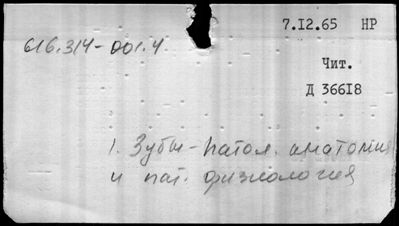 7.12.65 НР
616.314-001.4
Чит.
Д 36618
1. Зубы - патол. анатомия
и пат. физиология